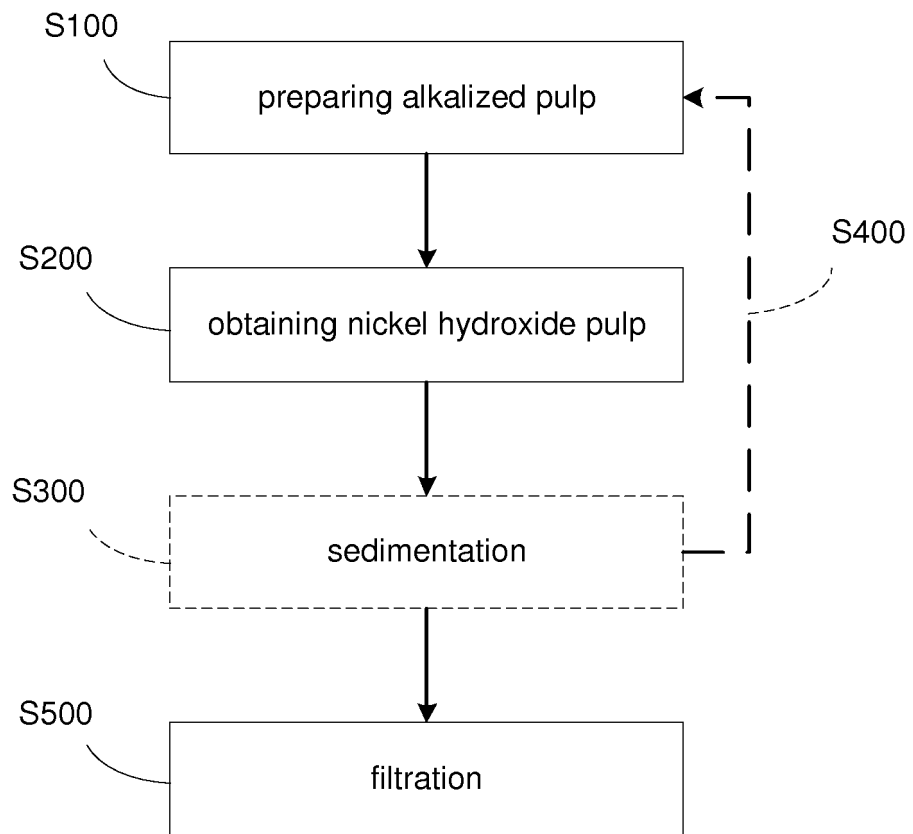 S100
preparing alkalized pulp
S200
obtaining nickel hydroxide pulp
S400
S300
sedimentation
S500
filtration